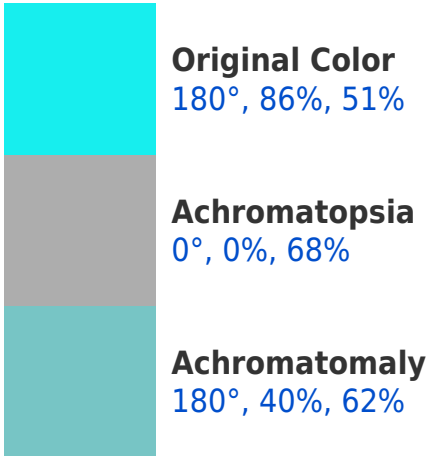 Original Color
180°, 86%, 51%
Achromatopsia
0°, 0%, 68%
Achromatomaly
180°, 40%, 62%